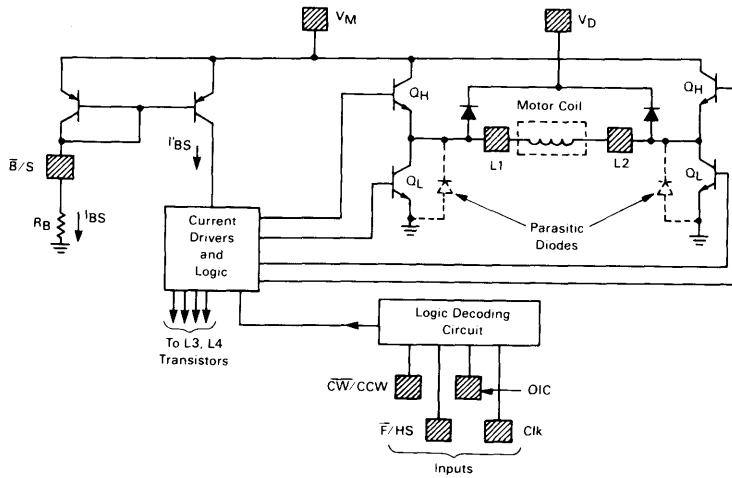 VM
VD
QH
QH
Motor Coil
I'BS
B̅/S
L1
L2
QL
QL
RB
IBS
Current
Drivers
and
Logic
Parasitic
Diodes
Logic Decoding
Circuit
To L3, L4
Transistors
C̅W̅/CCW
OIC
F̅/HS
Clk
Inputs